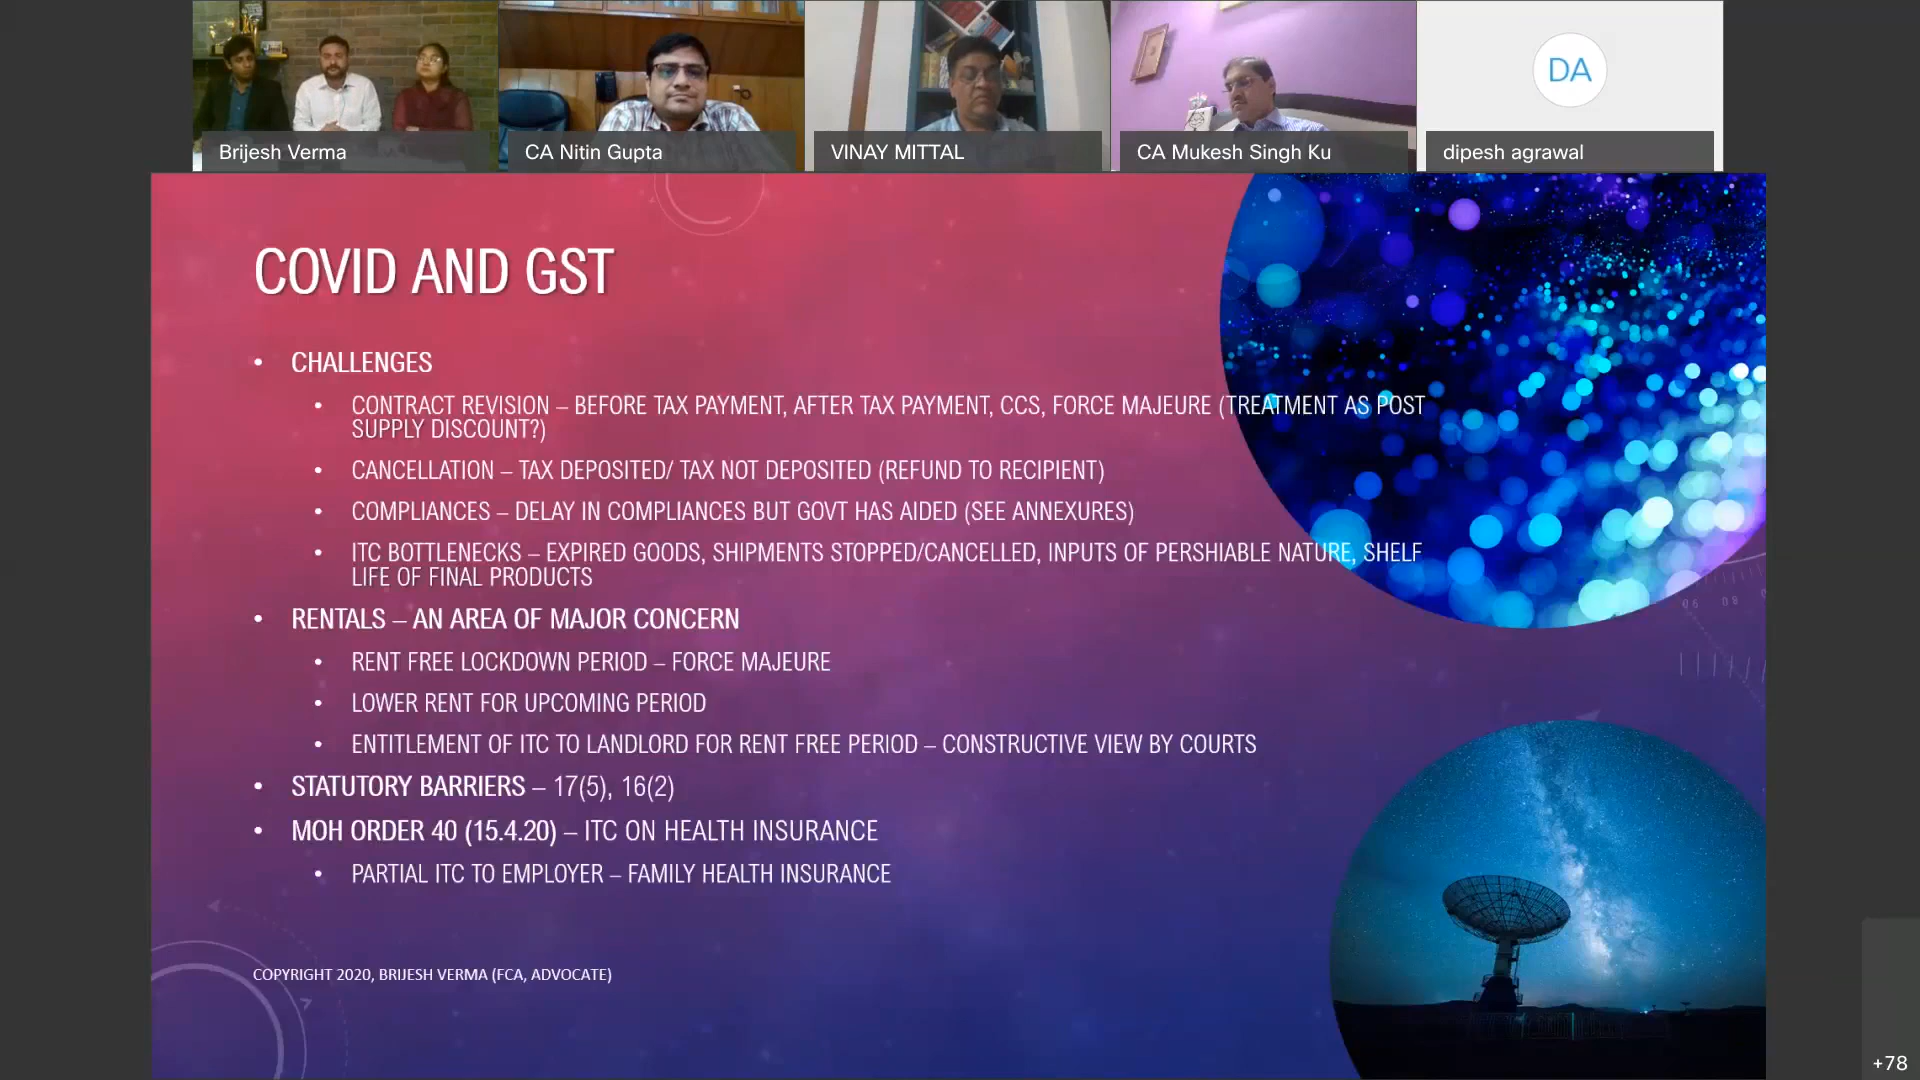 Brijesh Verma
CA Nitin Gupta
VINAY MITTAL
CA Mukesh Singh Ku
DA
dipesh agrawal
COVID AND GST
• CHALLENGES
• CONTRACT REVISION – BEFORE TAX PAYMENT, AFTER TAX PAYMENT, CCS, FORCE MAJEURE (TREATMENT AS POST
SUPPLY DISCOUNT?)
• CANCELLATION – TAX DEPOSITED/ TAX NOT DEPOSITED (REFUND TO RECIPIENT)
• COMPLIANCES – DELAY IN COMPLIANCES BUT GOVT HAS AIDED (SEE ANNEXURES)
• ITC BOTTLENECKS – EXPIRED GOODS, SHIPMENTS STOPPED/CANCELLED, INPUTS OF PERSHIABLE NATURE, SHELF
LIFE OF FINAL PRODUCTS
06 08
• RENTALS – AN AREA OF MAJOR CONCERN
• RENT FREE LOCKDOWN PERIOD – FORCE MAJEURE
• LOWER RENT FOR UPCOMING PERIOD
• ENTITLEMENT OF ITC TO LANDLORD FOR RENT FREE PERIOD – CONSTRUCTIVE VIEW BY COURTS
• STATUTORY BARRIERS – 17(5), 16(2)
• MOH ORDER 40 (15.4.20) – ITC ON HEALTH INSURANCE
• PARTIAL ITC TO EMPLOYER – FAMILY HEALTH INSURANCE
COPYRIGHT 2020, BRIJESH VERMA (FCA, ADVOCATE)
+78